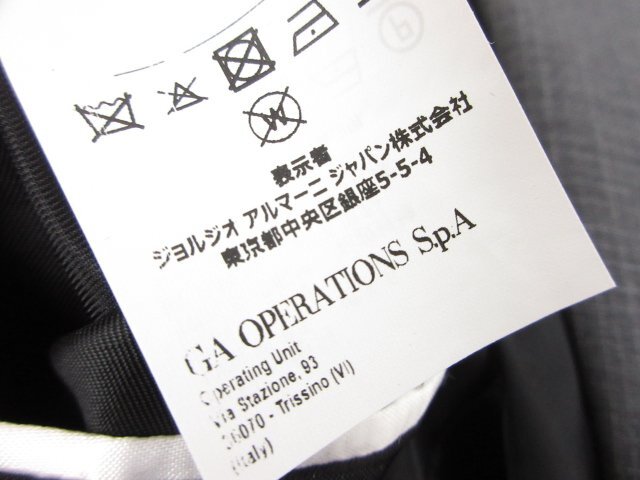 表示者
ジョルジオ アルマーニ ジャパン株式会社
東京都中央区銀座5-5-4
GA OPERATIONS S.p.A
Operating Unit
Via Stazione, 93
36070 - Trissino (VI)
(Italy)